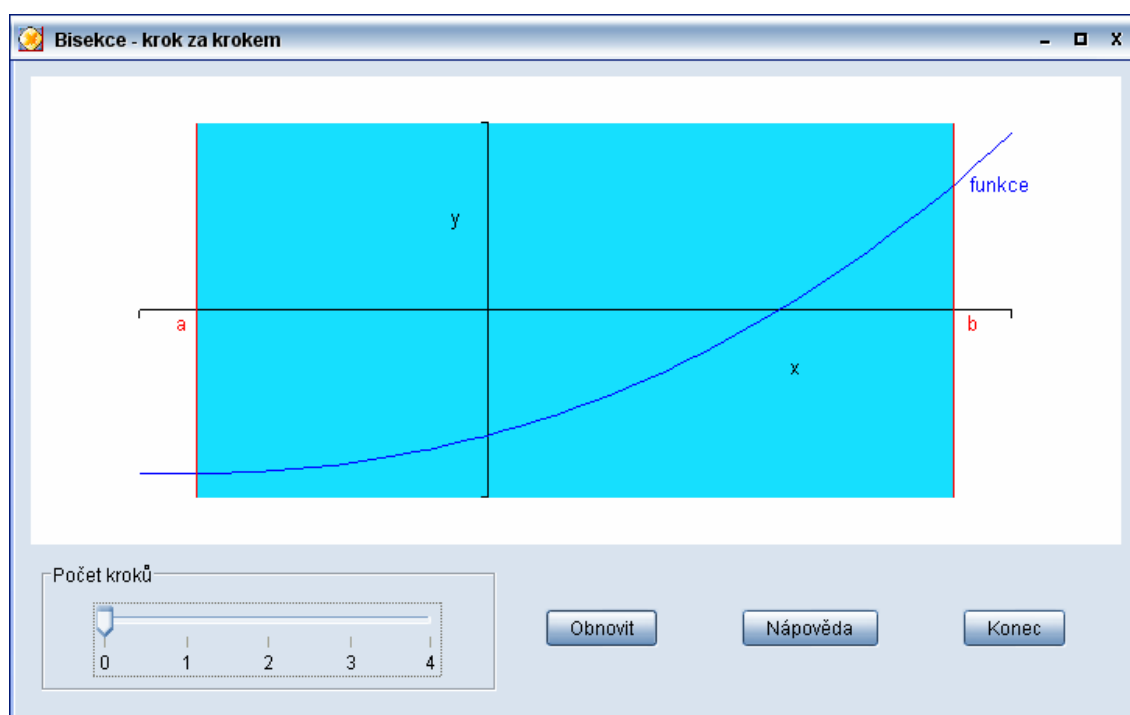 Bisekce - krok za krokem
funkce
y
a
b
x
Počet kroků
0 1 2 3 4
Obnovit
Nápověda
Konec